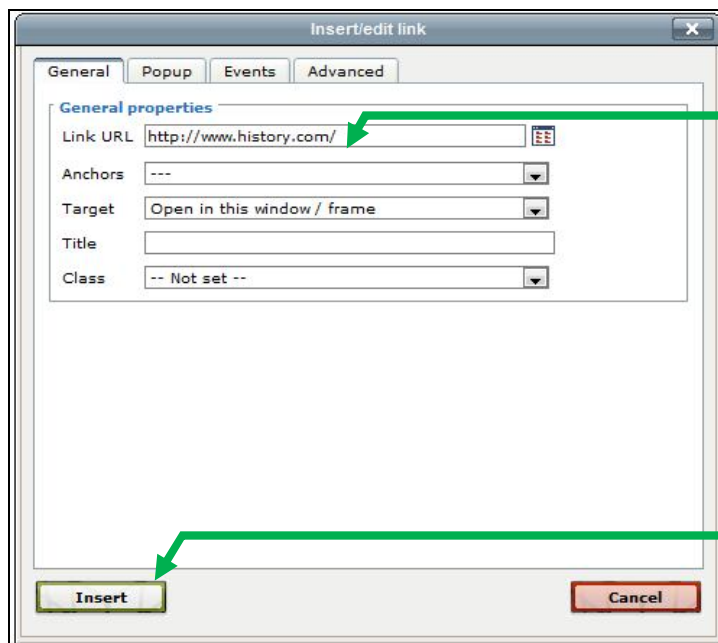 Insert/edit link
General Popup Events Advanced
General properties
Link URL http://www.history.com/
Anchors ---
Target Open in this window / frame
Title
Class -- Not set --
Insert Cancel